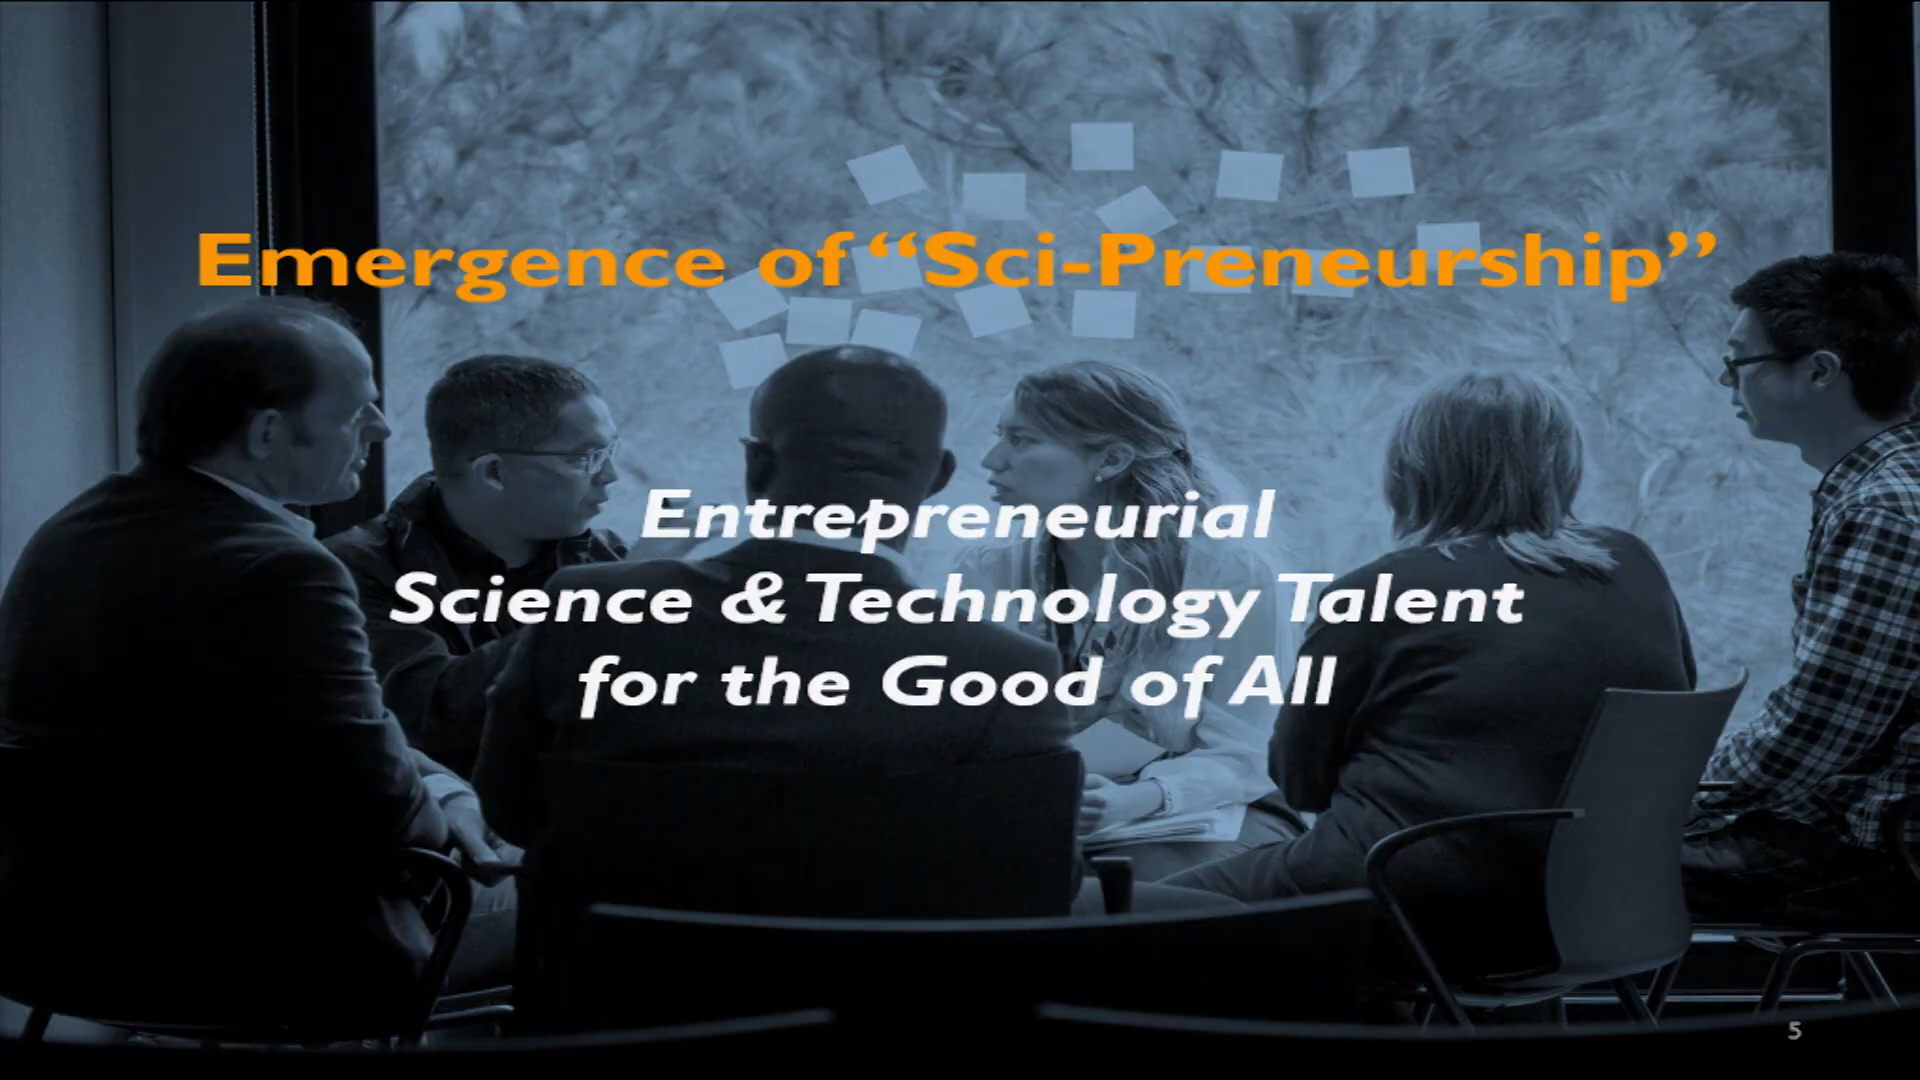 Emergence of “Sci-Preneurship”
Entrepreneurial
Science & Technology Talent
for the Good of All
5